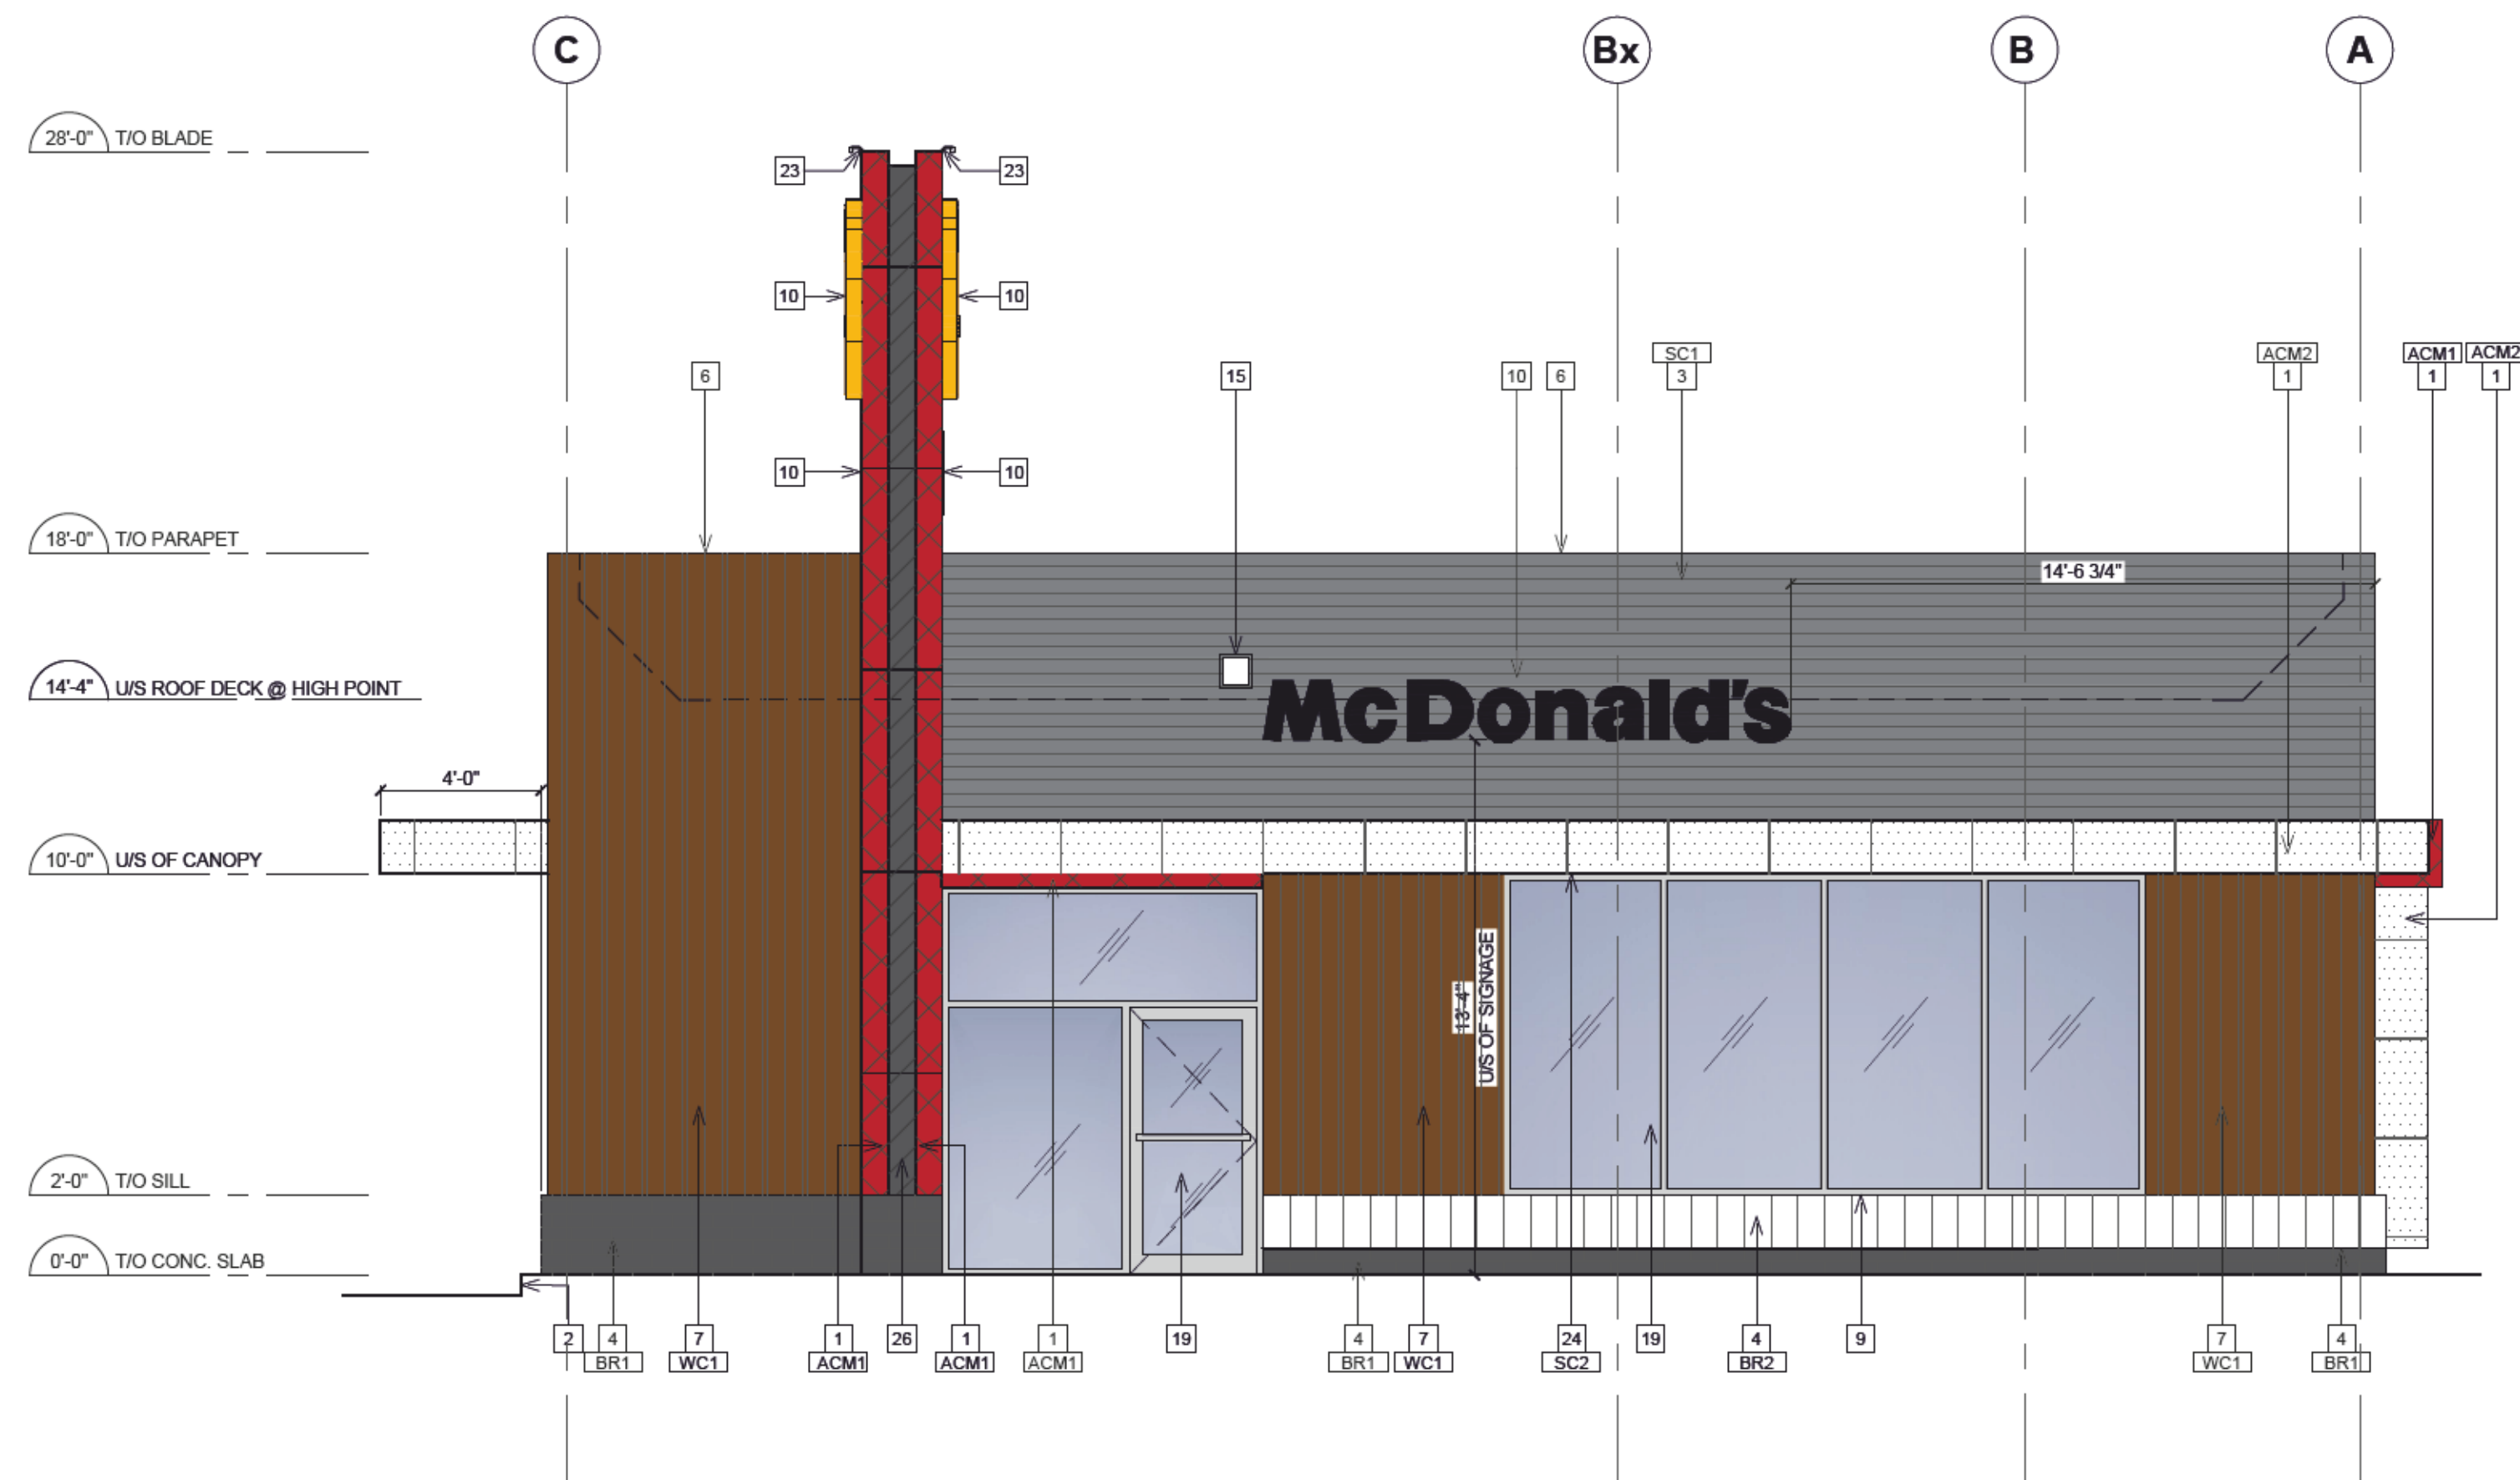 C Bx B A
28'-0" T/O BLADE
23 23
10 10
SC1 ACM2 ACM1 ACM2
6 15 10 6 3 1 1 1
10 10
18'-0" T/O PARAPET
14'-6 3/4"
14'-4" U/S ROOF DECK @ HIGH POINT
McDonald's
4'-0"
10'-0" U/S OF CANOPY
13'-4"
U/S OF SIGNAGE
2'-0" T/O SILL
0'-0" T/O CONC. SLAB
2 4 7 1 26 1 1 19 4 7 24 19 4 9 7 4
BR1 WC1 ACM1 ACM1 ACM1 BR1 WC1 SC2 BR2 WC1 BR1